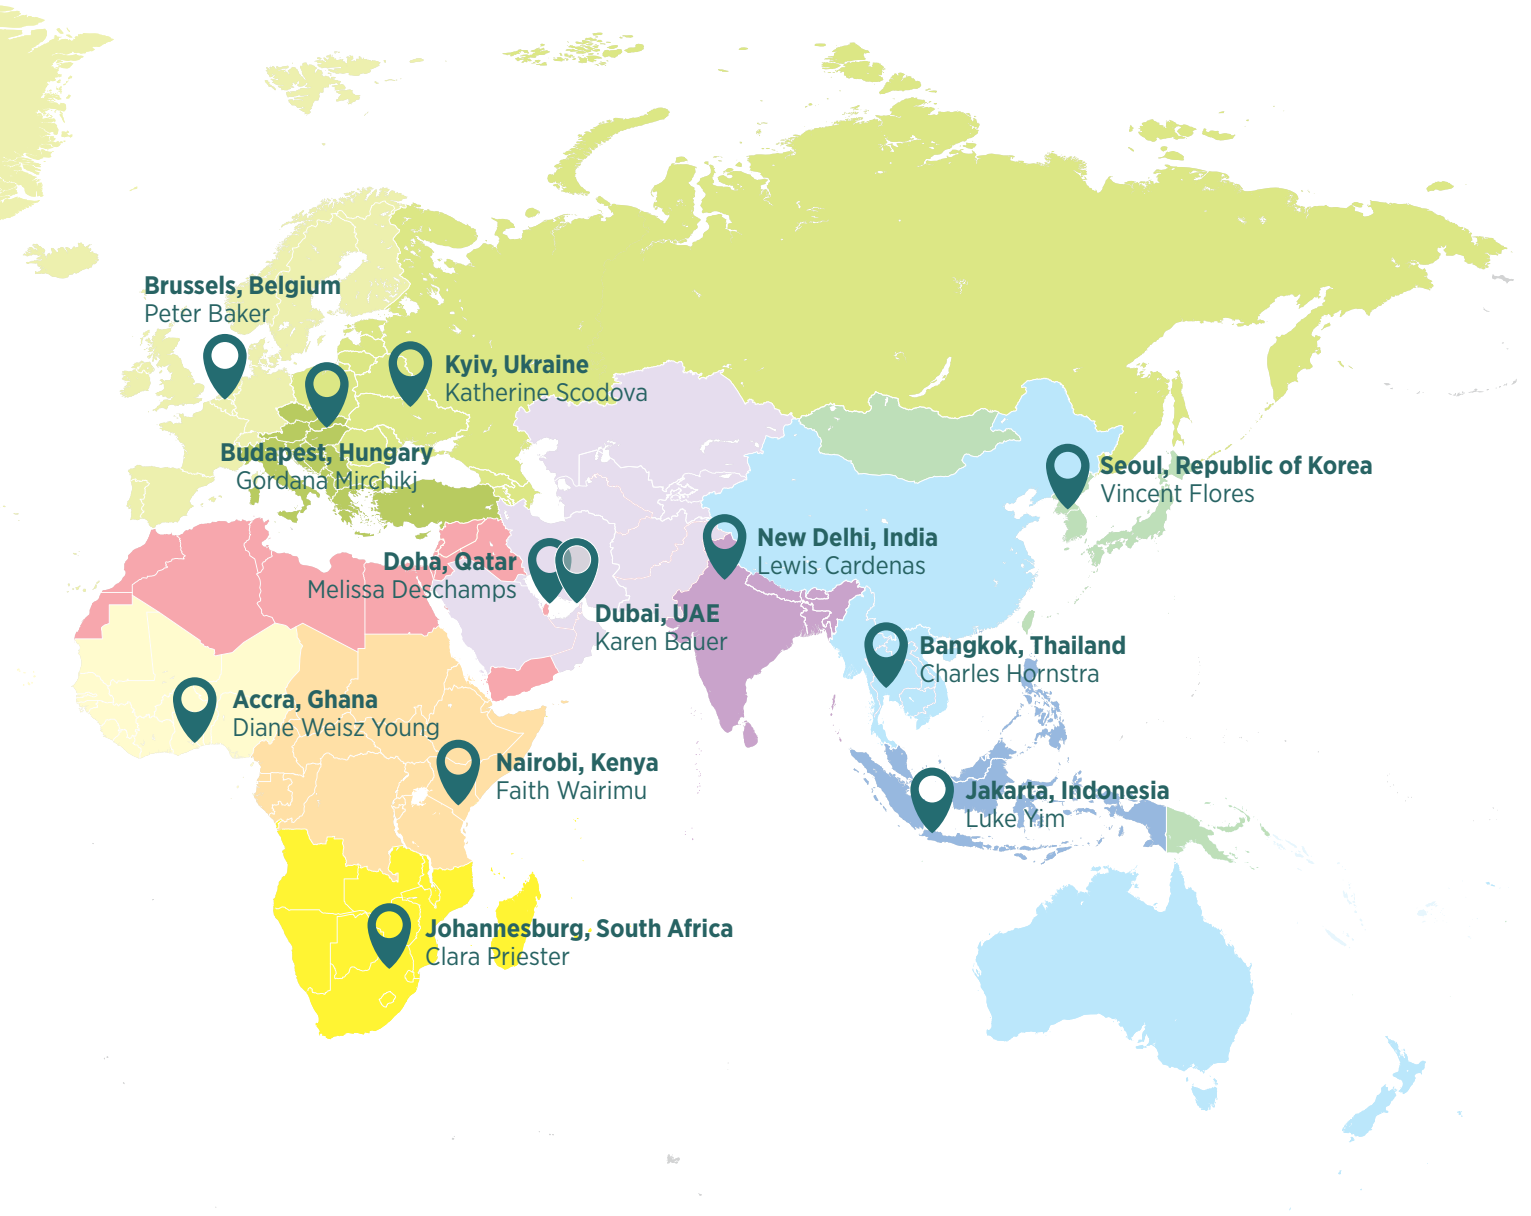 Brussels, Belgium
Peter Baker
Kyiv, Ukraine
Katherine Scodova
Budapest, Hungary
Gordana Mirchikj
Seoul, Republic of Korea
Vincent Flores
New Delhi, India
Lewis Cardenas
Doha, Qatar
Melissa Deschamps
Dubai, UAE
Karen Bauer
Bangkok, Thailand
Charles Hornstra
Accra, Ghana
Diane Weisz Young
Nairobi, Kenya
Faith Wairimu
Jakarta, Indonesia
Luke Yim
Johannesburg, South Africa
Clara Priester